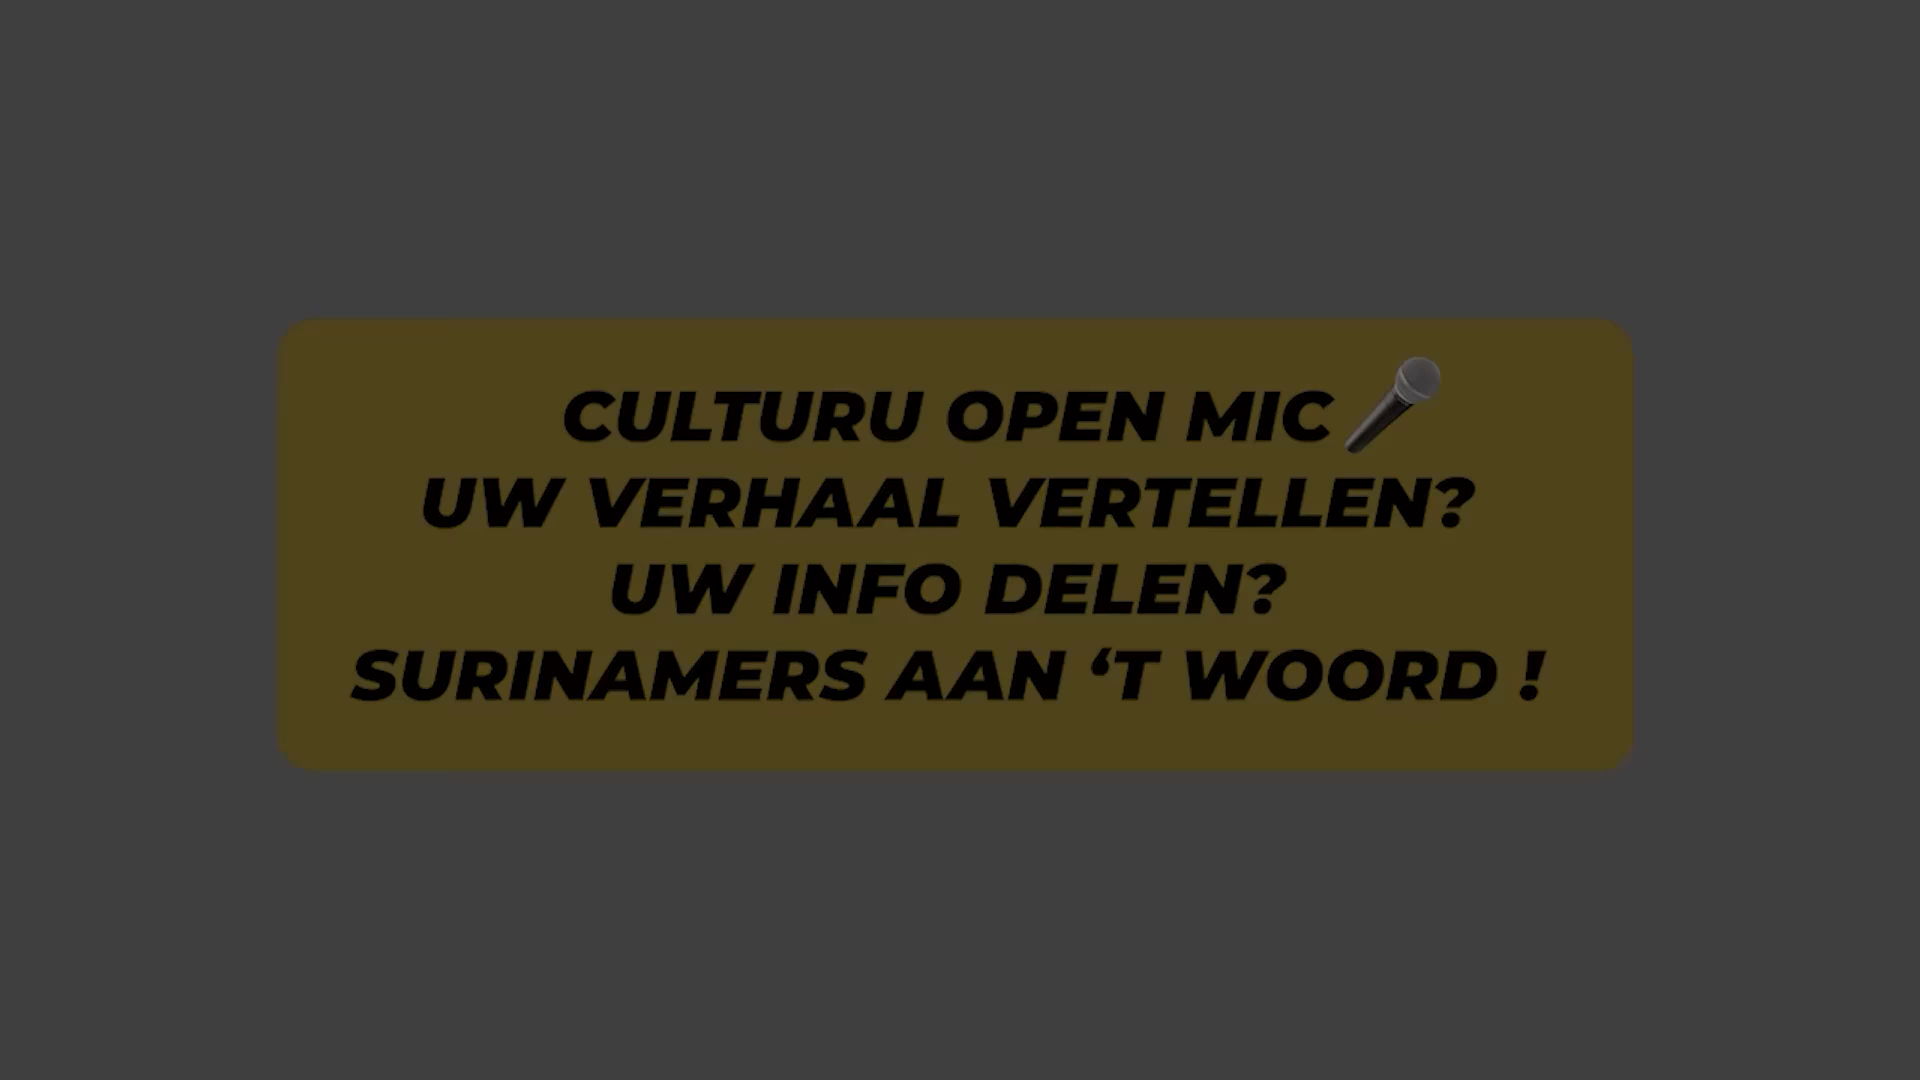 CULTURU OPEN MIC🎤
UW VERHAAL VERTELLEN?
UW INFO DELEN?
SURINAMERS AAN ‘T WOORD !